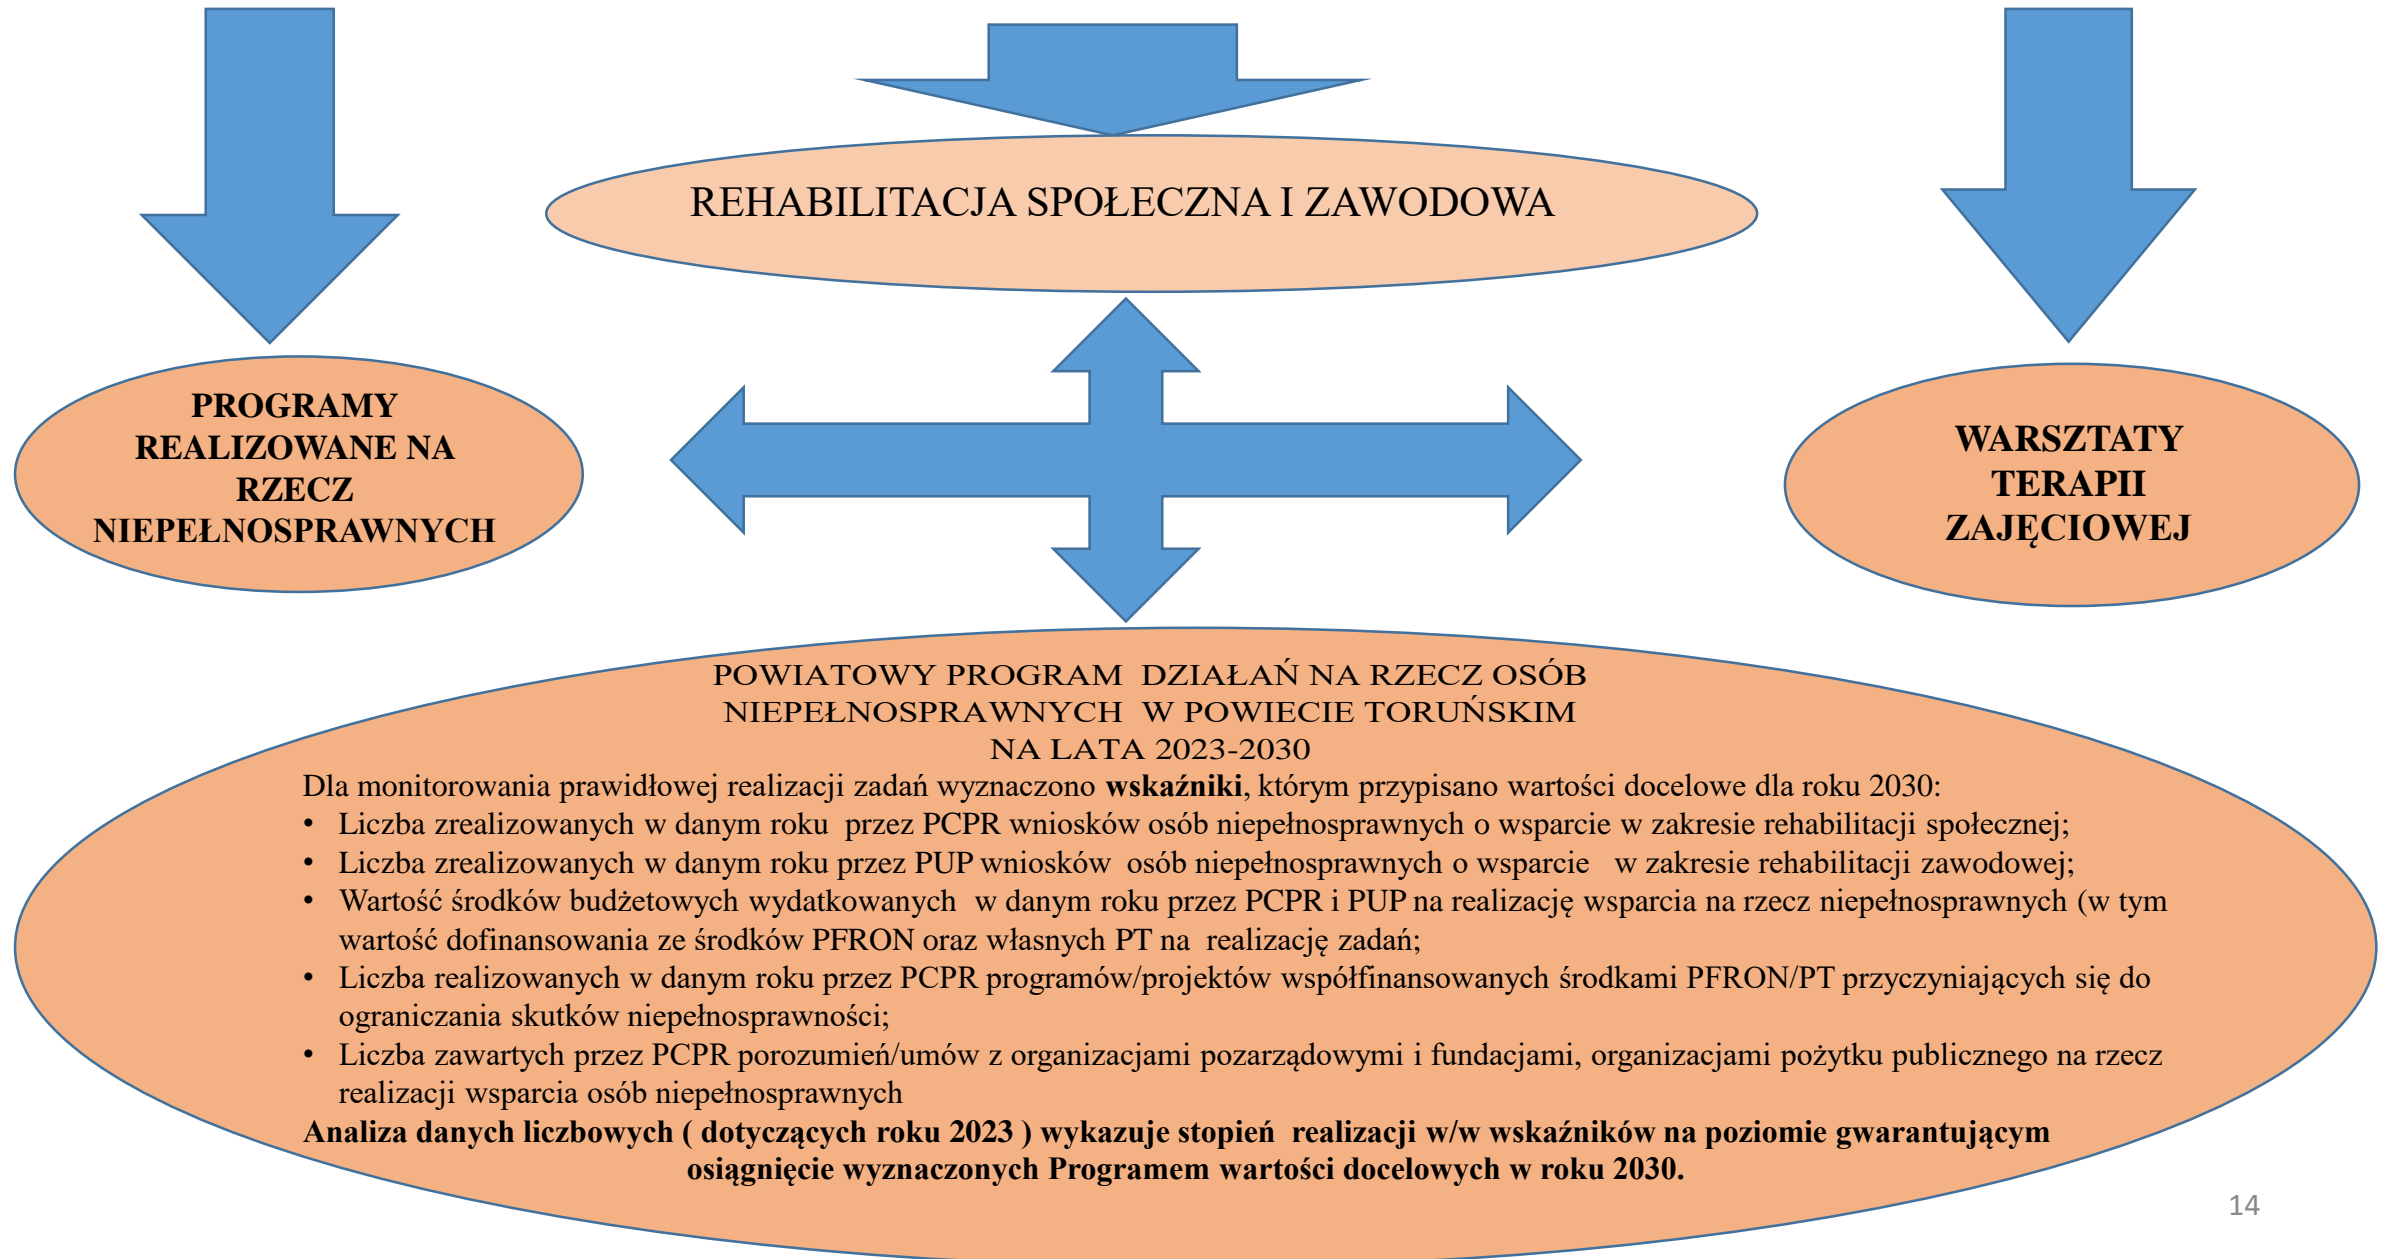 REHABILITACJA SPOŁECZNA I ZAWODOWA
PROGRAMY
REALIZOWANE NA
RZECZ
NIEPEŁNOSPRAWNYCH
WARSZTATY
TERAPII
ZAJĘCIOWEJ
POWIATOWY PROGRAM DZIAŁAŃ NA RZECZ OSÓB
NIEPEŁNOSPRAWNYCH W POWIECIE TORUŃSKIM
NA LATA 2023-2030
Dla monitorowania prawidłowej realizacji zadań wyznaczono wskaźniki, którym przypisano wartości docelowe dla roku 2030:
• Liczba zrealizowanych w danym roku przez PCPR wniosków osób niepełnosprawnych o wsparcie w zakresie rehabilitacji społecznej;
• Liczba zrealizowanych w danym roku przez PUP wniosków osób niepełnosprawnych o wsparcie w zakresie rehabilitacji zawodowej;
• Wartość środków budżetowych wydatkowanych w danym roku przez PCPR i PUP na realizację wsparcia na rzecz niepełnosprawnych (w tym
wartość dofinansowania ze środków PFRON oraz własnych PT na realizację zadań;
• Liczba realizowanych w danym roku przez PCPR programów/projektów współfinansowanych środkami PFRON/PT przyczyniających się do
ograniczania skutków niepełnosprawności;
• Liczba zawartych przez PCPR porozumień/umów z organizacjami pozarządowymi i fundacjami, organizacjami pożytku publicznego na rzecz
realizacji wsparcia osób niepełnosprawnych
Analiza danych liczbowych ( dotyczących roku 2023 ) wykazuje stopień realizacji w/w wskaźników na poziomie gwarantującym
osiągnięcie wyznaczonych Programem wartości docelowych w roku 2030.
14